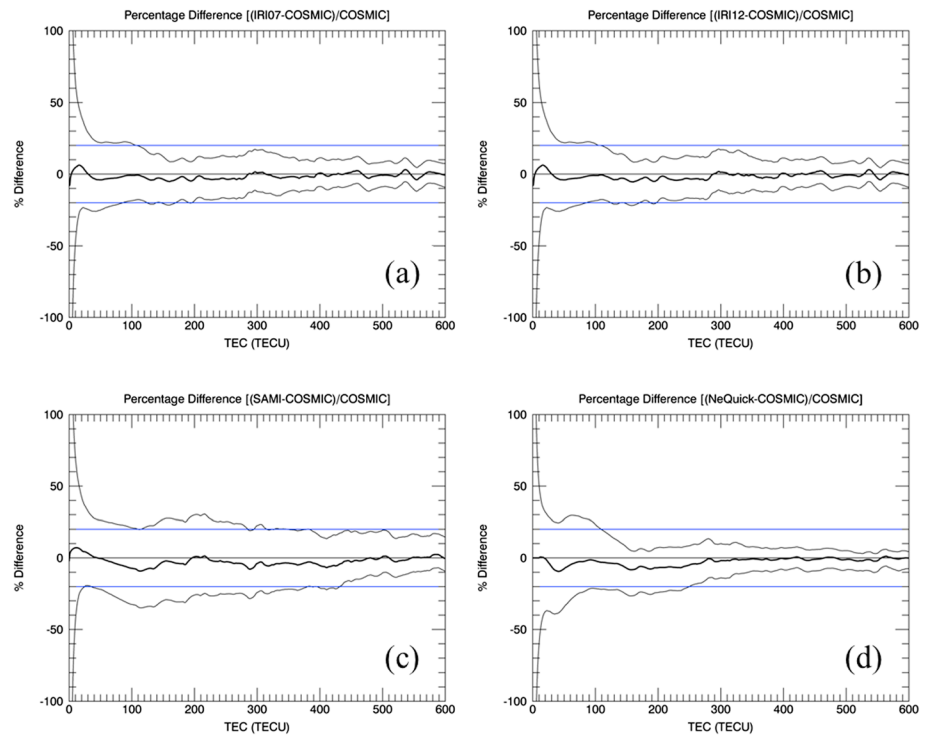 Percentage Difference [(IRI07-COSMIC)/COSMIC]
100
50
0
-50
-100
% Difference
(a)
0 100 200 300 400 500 600
TEC (TECU)
Percentage Difference [(IRI12-COSMIC)/COSMIC]
100
50
0
-50
-100
% Difference
(b)
0 100 200 300 400 500 600
TEC (TECU)
Percentage Difference [(SAMI-COSMIC)/COSMIC]
100
50
0
-50
-100
% Difference
(c)
0 100 200 300 400 500 600
TEC (TECU)
Percentage Difference [(NeQuick-COSMIC)/COSMIC]
100
50
0
-50
-100
% Difference
(d)
0 100 200 300 400 500 600
TEC (TECU)